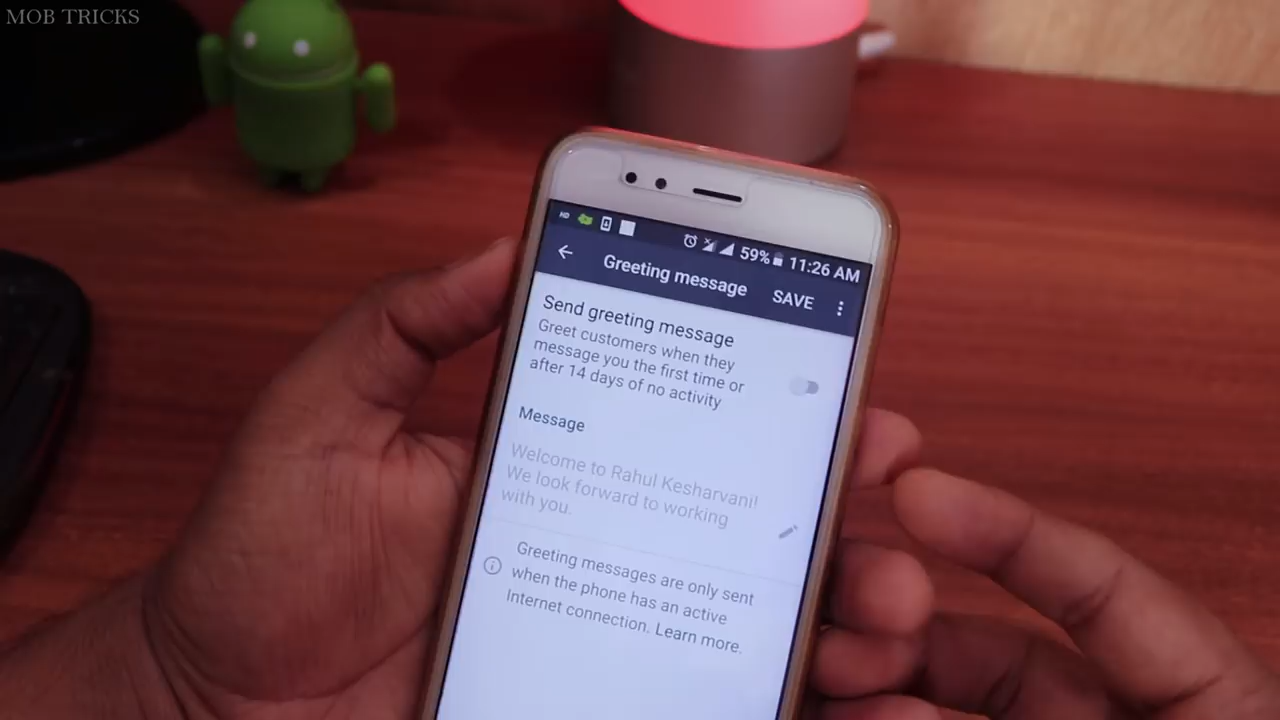 MOB TRICKS
HD 59% 11:26 AM
Greeting message SAVE
Send greeting message
Greet customers when they
message you the first time or
after 14 days of no activity
Message
Welcome to Rahul Kesharvani!
We look forward to working
with you.
Greeting messages are only sent
when the phone has an active
Internet connection. Learn more.